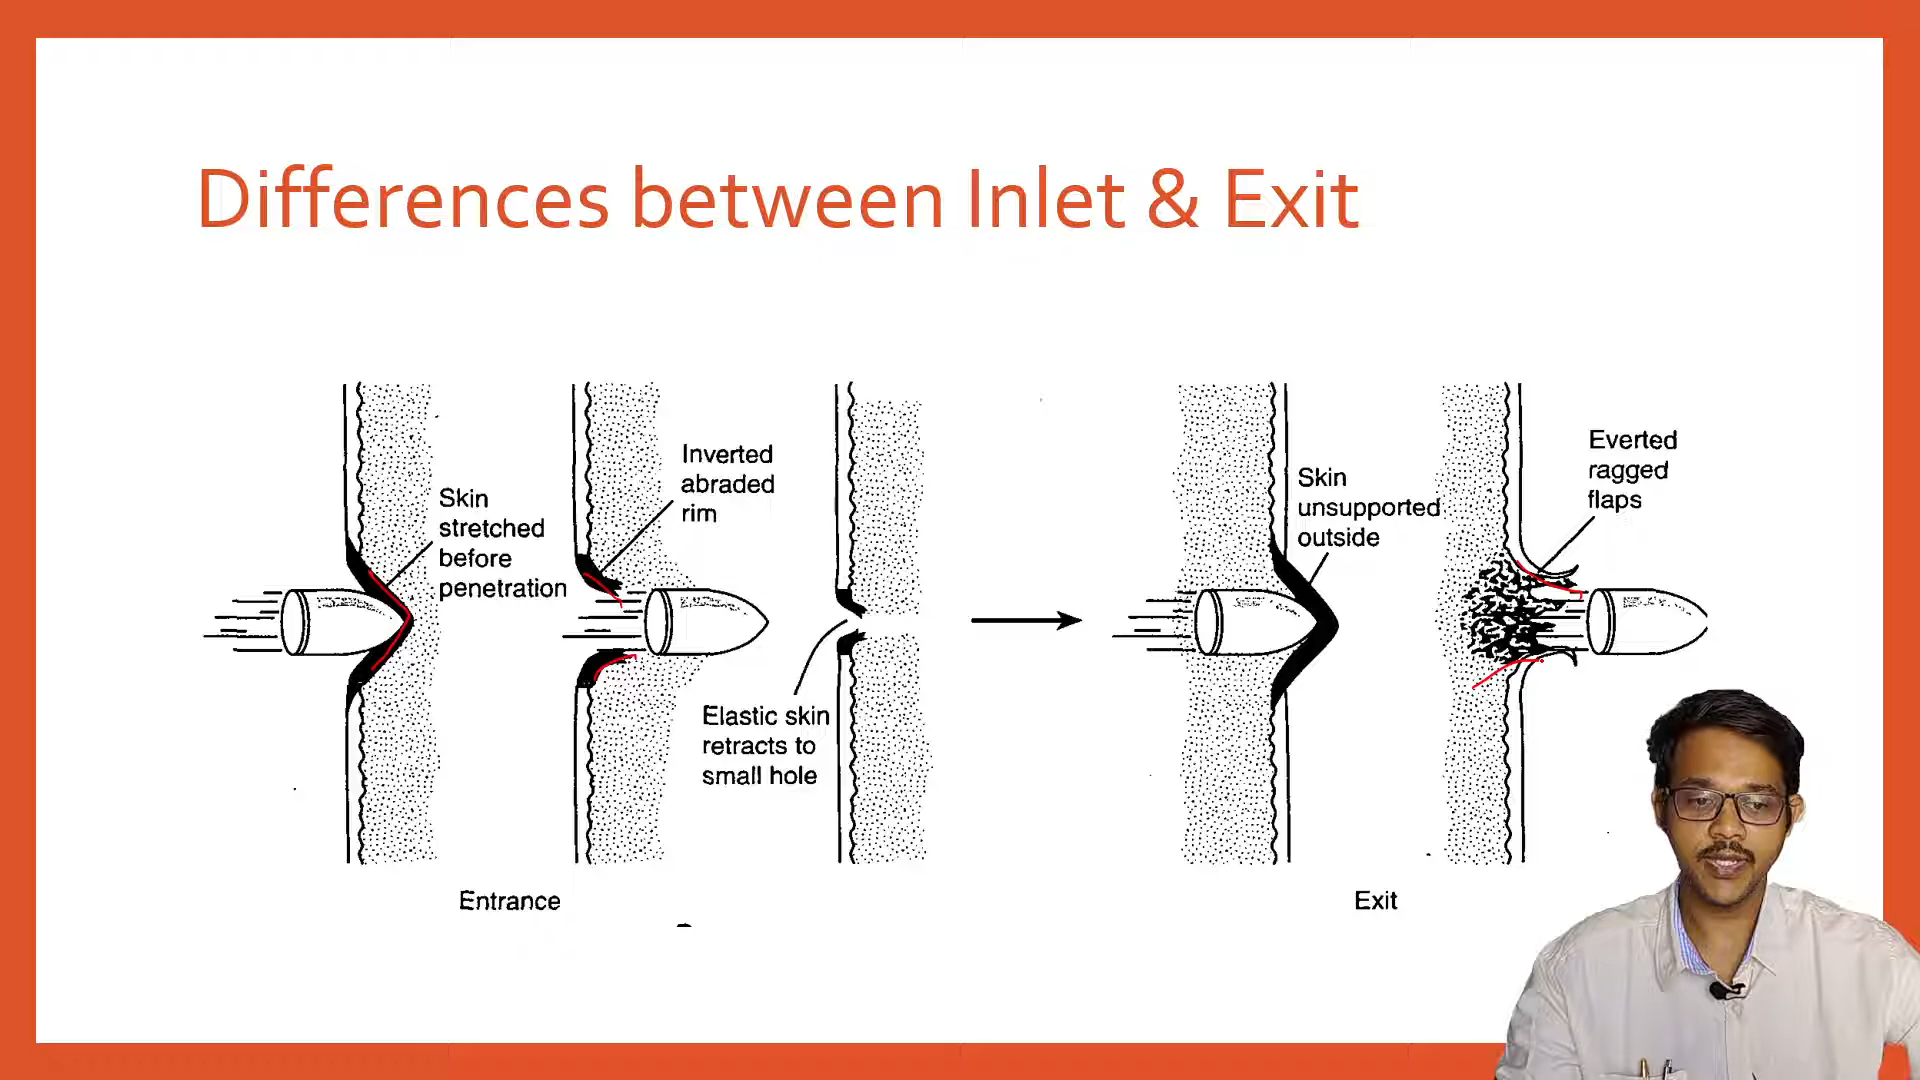 Differences between Inlet & Exit
Skin
stretched
before
penetration
Inverted
abraded
rim
Elastic skin
retracts to
small hole
Entrance
Skin
unsupported
outside
Everted
ragged
flaps
Exit